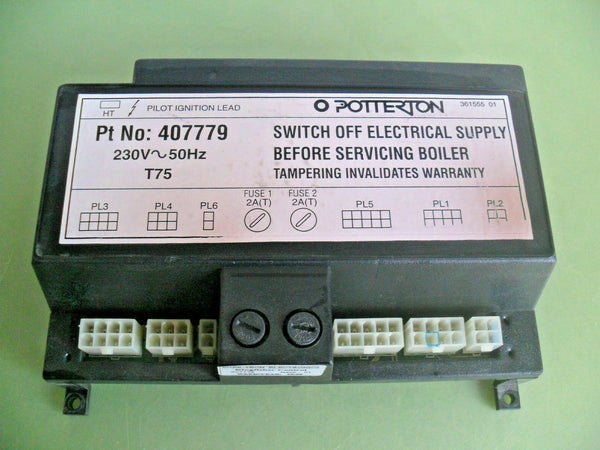 HT PILOT IGNITION LEAD
POTTERTON
361555 01
Pt No: 407779
230V～50Hz
T75
SWITCH OFF ELECTRICAL SUPPLY
BEFORE SERVICING BOILER
TAMPERING INVALIDATES WARRANTY
PL3
PL4
PL6
FUSE 1
2A(T)
FUSE 2
2A(T)
PL5
PL1
PL2